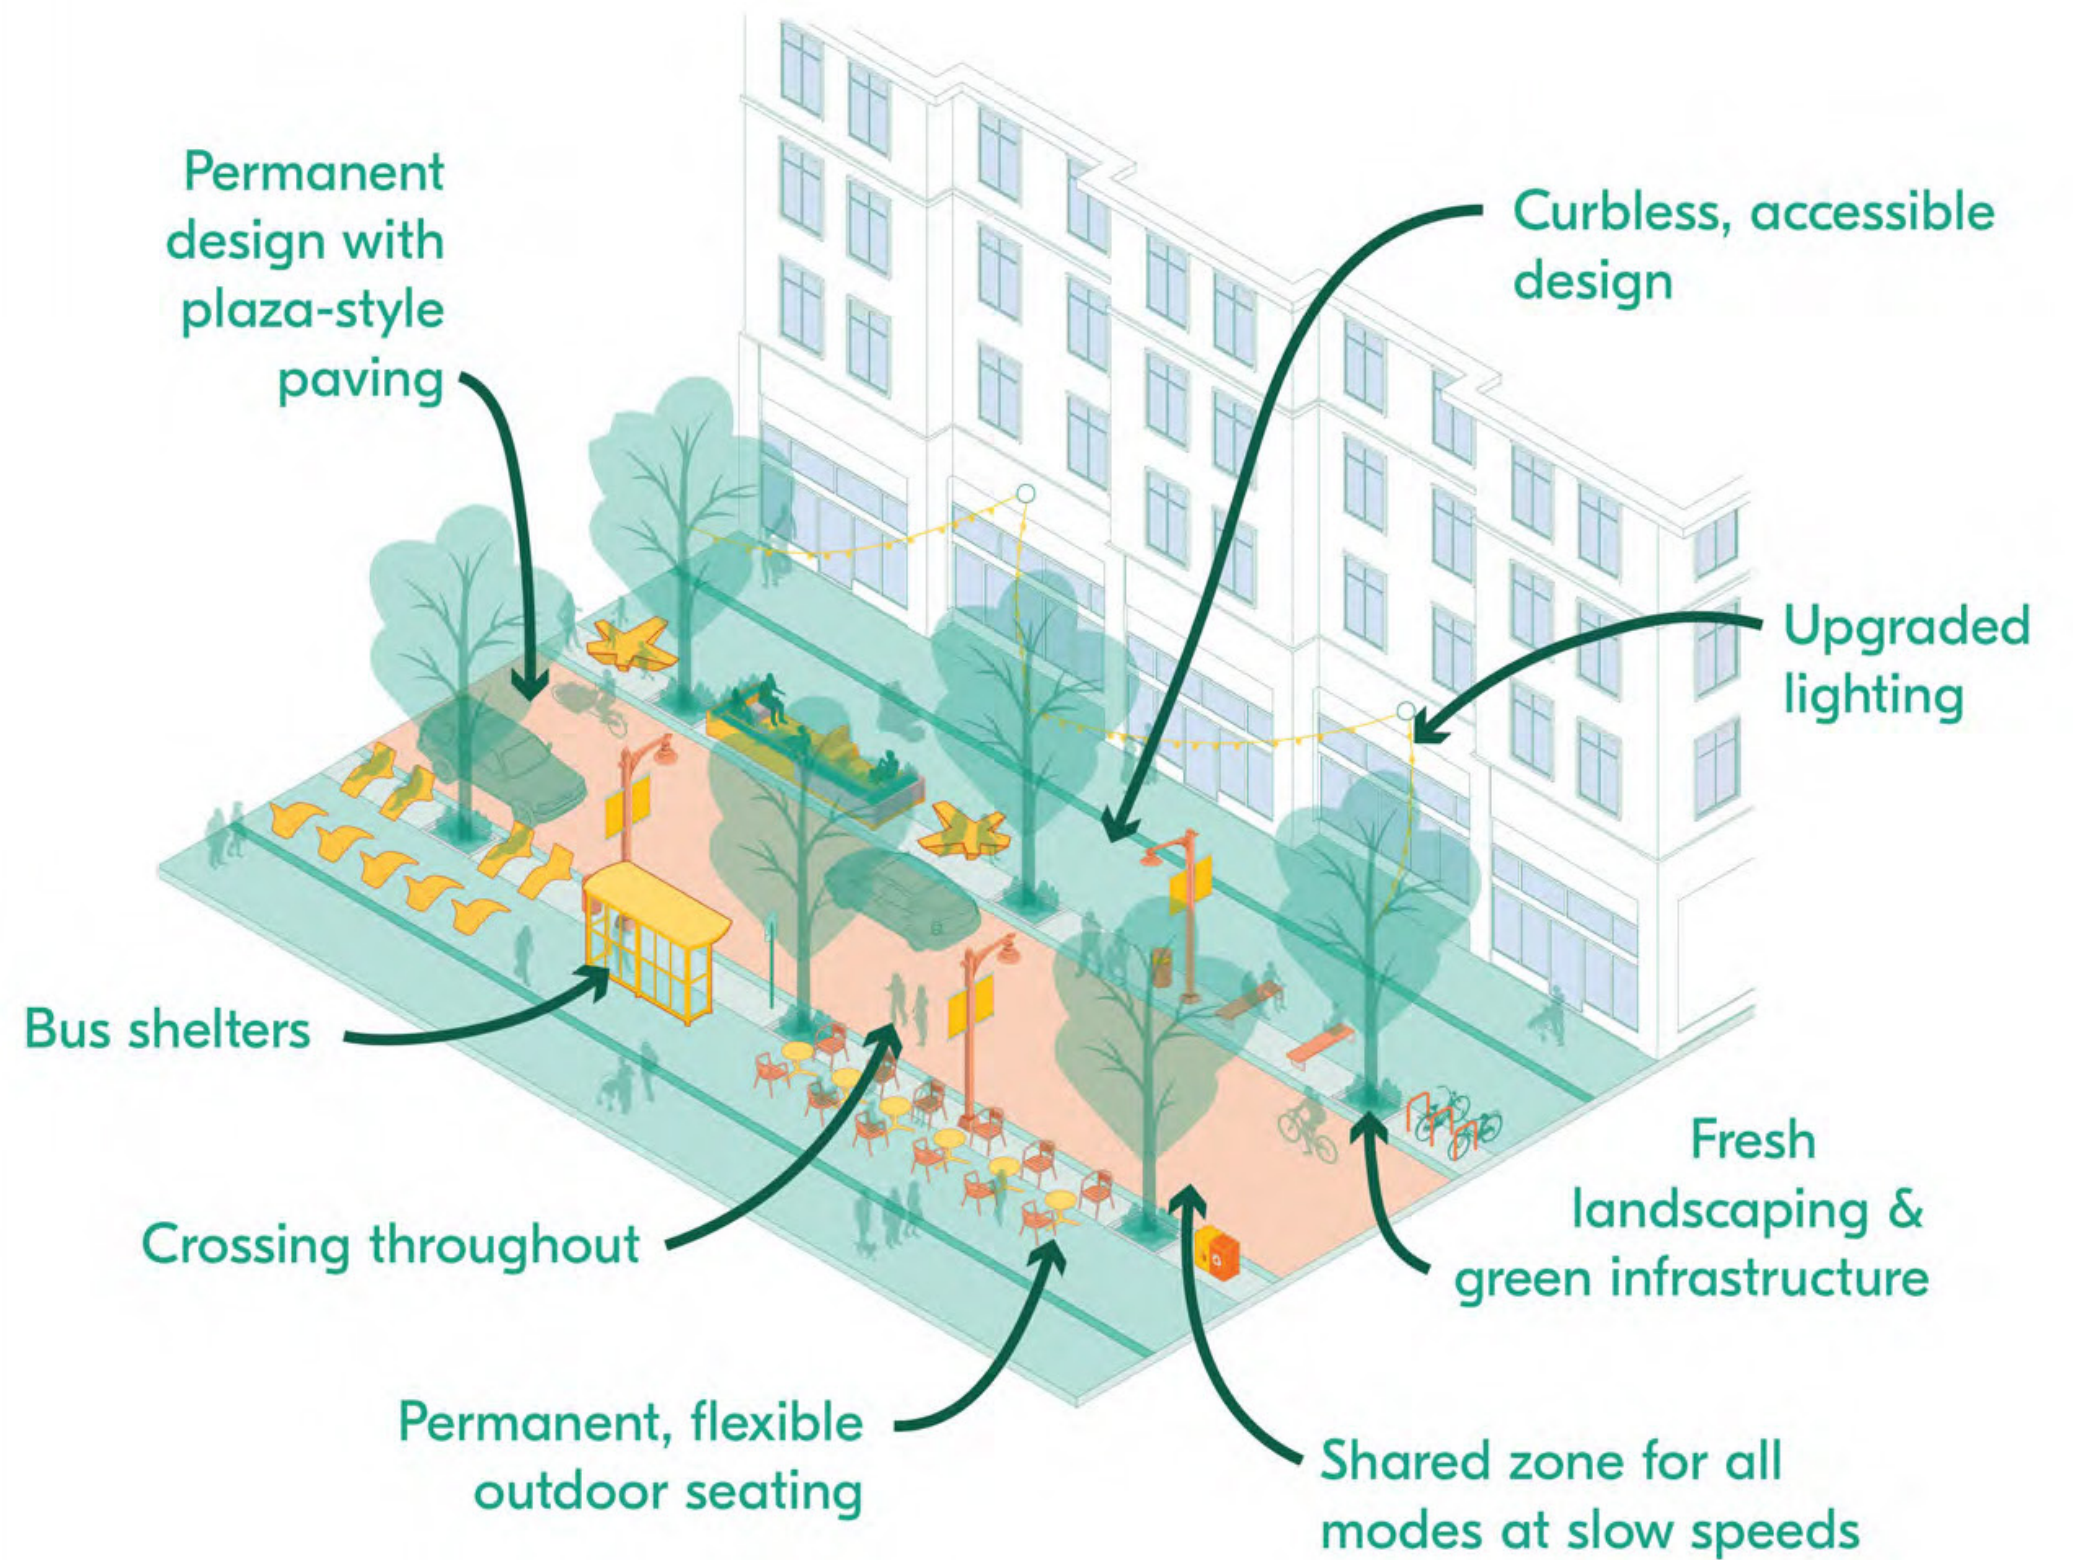 Permanent
design with
plaza-style
paving
Curbless, accessible
design
Upgraded
lighting
Bus shelters
Crossing throughout
Fresh
landscaping &
green infrastructure
Permanent, flexible
outdoor seating
Shared zone for all
modes at slow speeds